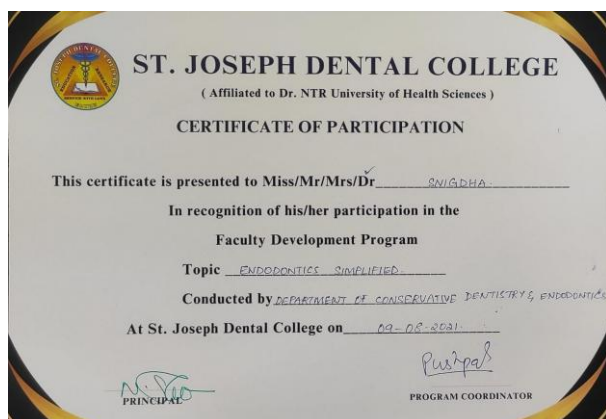 ST. JOSEPH DENTAL COLLEGE
( Affiliated to Dr. NTR University of Health Sciences )
CERTIFICATE OF PARTICIPATION
This certificate is presented to Miss/Mr/Mrs/Dr SNIGDHA.
In recognition of his/her participation in the
Faculty Development Program
Topic ENDODONTICS SIMPLIFIED.
Conducted by DEPARTMENT OF CONSERVATIVE DENTISTRY & ENDODONTICS
At St. Joseph Dental College on 09-08-2021.
PRINCIPAL
PROGRAM COORDINATOR